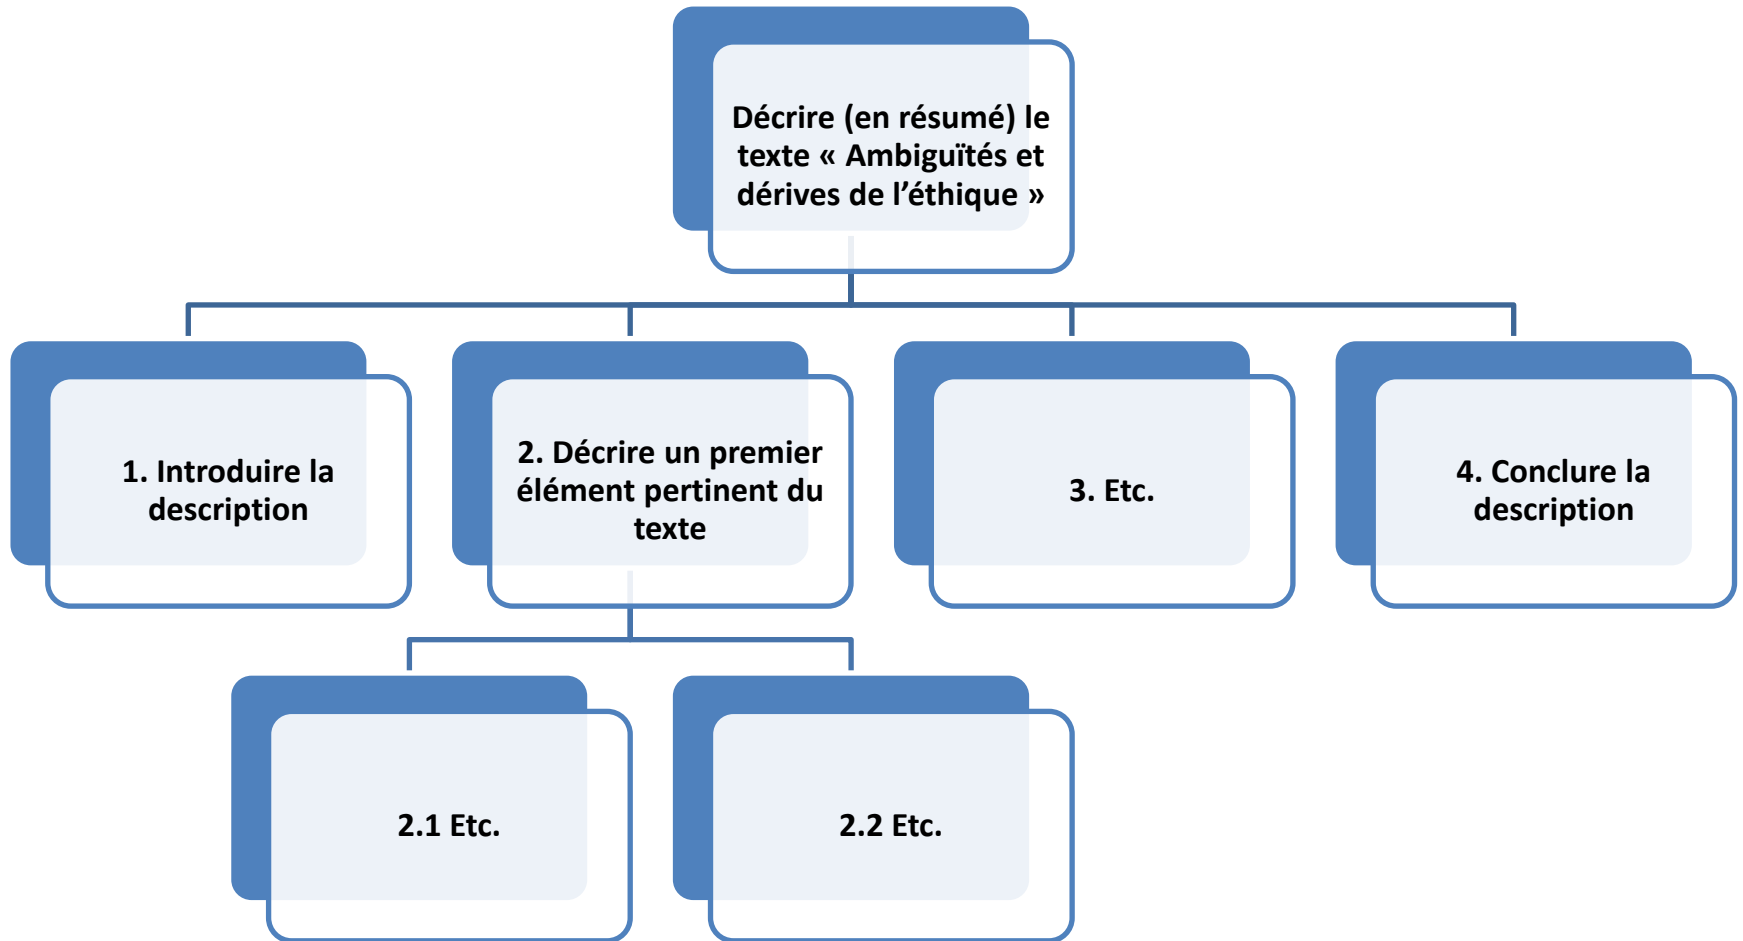 Décrire (en résumé) le
texte « Ambiguïtés et
dérives de l’éthique »
1. Introduire la
description
2. Décrire un premier
élément pertinent du
texte
3. Etc.
4. Conclure la
description
2.1 Etc.
2.2 Etc.